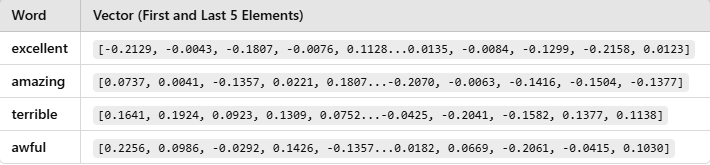 Word Vector (First and Last 5 Elements)
excellent [-0.2129, -0.0043, -0.1807, -0.0076, 0.1128...0.0135, -0.0084, -0.1299, -0.2158, 0.0123]
amazing [0.0737, 0.0041, -0.1357, 0.0221, 0.1807...-0.2070, -0.0063, -0.1416, -0.1504, -0.1377]
terrible [0.1641, 0.1924, 0.0923, 0.1309, 0.0752...-0.0425, -0.2041, -0.1582, 0.1377, 0.1138]
awful [0.2256, 0.0986, -0.0292, 0.1426, -0.1357...0.0182, 0.0669, -0.2061, -0.0415, 0.1030]